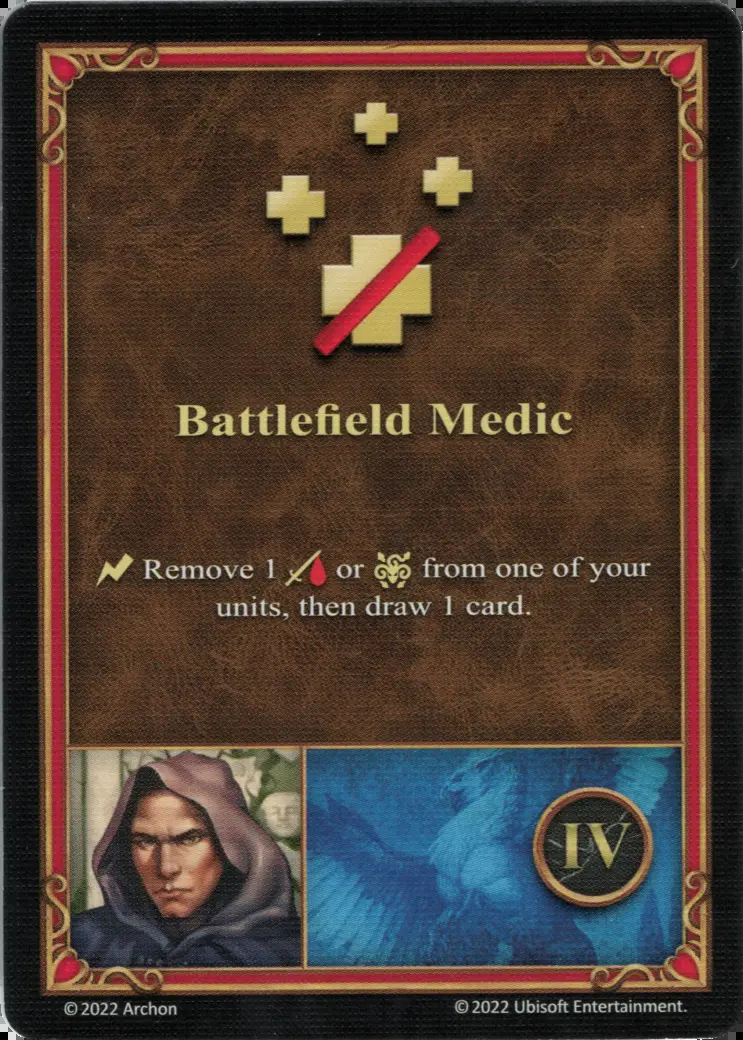 Battlefield Medic
Remove 1 or from one of your
units, then draw 1 card.
IV
© 2022 Archon
© 2022 Ubisoft Entertainment.